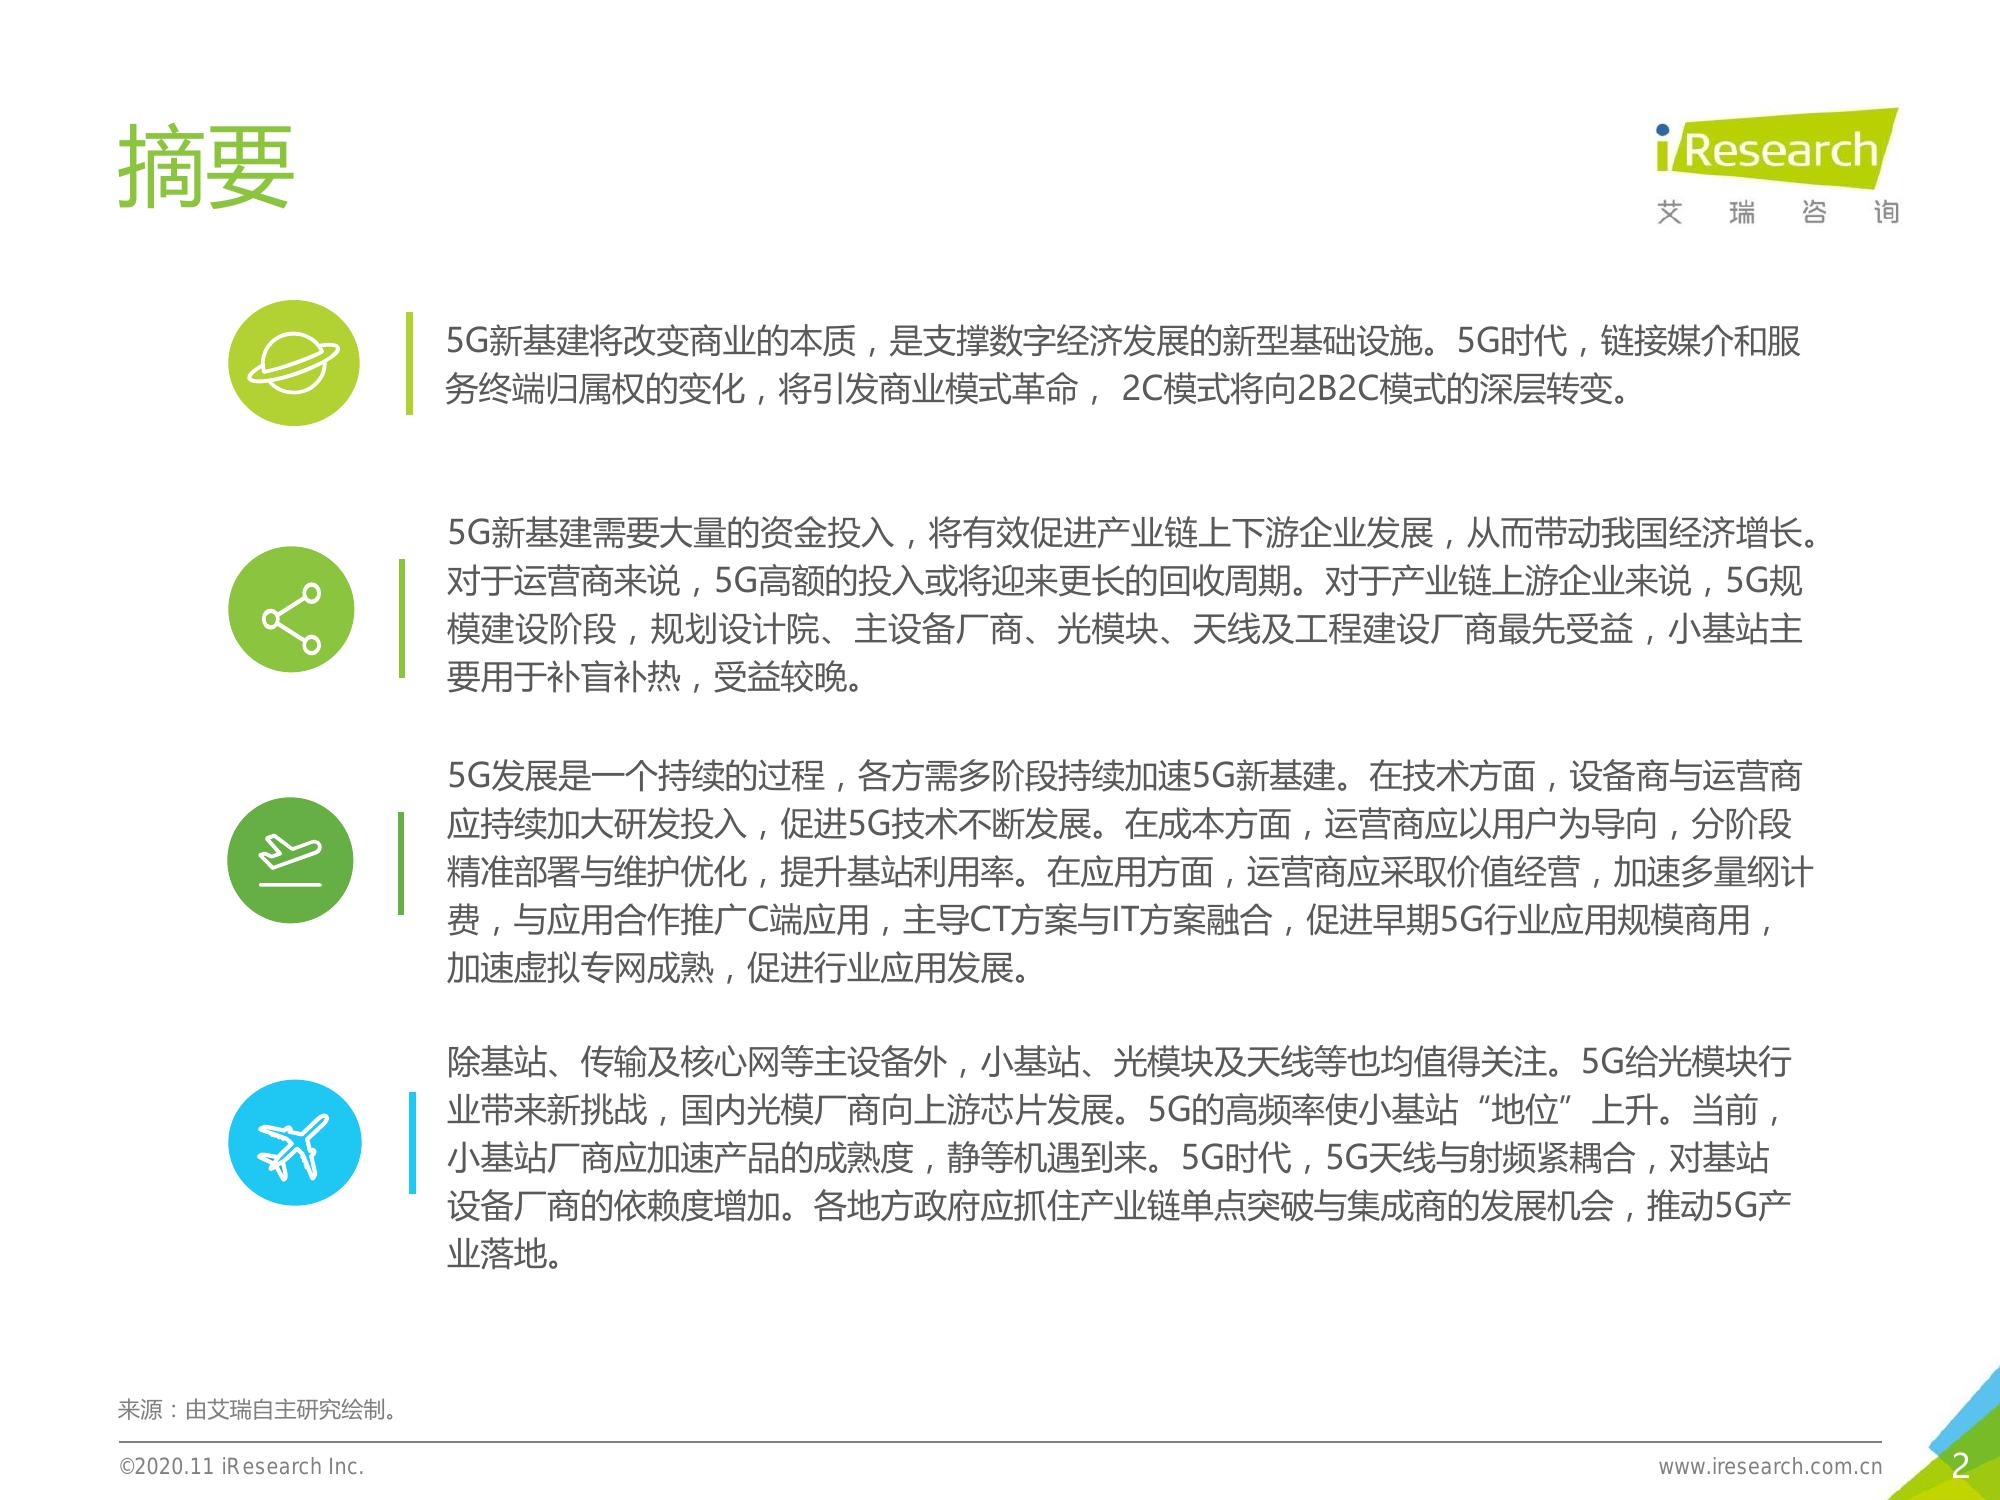 摘要
iResearch
艾瑞咨询
5G新基建将改变商业的本质，是支撑数字经济发展的新型基础设施。5G时代，链接媒介和服
务终端归属权的变化，将引发商业模式革命， 2C模式将向2B2C模式的深层转变。
5G新基建需要大量的资金投入，将有效促进产业链上下游企业发展，从而带动我国经济增长。
对于运营商来说，5G高额的投入或将迎来更长的回收周期。对于产业链上游企业来说，5G规
模建设阶段，规划设计院、主设备厂商、光模块、天线及工程建设厂商最先受益，小基站主
要用于补盲补热，受益较晚。
5G发展是一个持续的过程，各方需多阶段持续加速5G新基建。在技术方面，设备商与运营商
应持续加大研发投入，促进5G技术不断发展。在成本方面，运营商应以用户为导向，分阶段
精准部署与维护优化，提升基站利用率。在应用方面，运营商应采取价值经营，加速多量纲计
费，与应用合作推广C端应用，主导CT方案与IT方案融合，促进早期5G行业应用规模商用，
加速虚拟专网成熟，促进行业应用发展。
除基站、传输及核心网等主设备外，小基站、光模块及天线等也均值得关注。5G给光模块行
业带来新挑战，国内光模厂商向上游芯片发展。5G的高频率使小基站“地位”上升。当前，
小基站厂商应加速产品的成熟度，静等机遇到来。5G时代，5G天线与射频紧耦合，对基站
设备厂商的依赖度增加。各地方政府应抓住产业链单点突破与集成商的发展机会，推动5G产
业落地。
来源：由艾瑞自主研究绘制。
©2020.11 iResearch Inc.
www.iresearch.com.cn
2